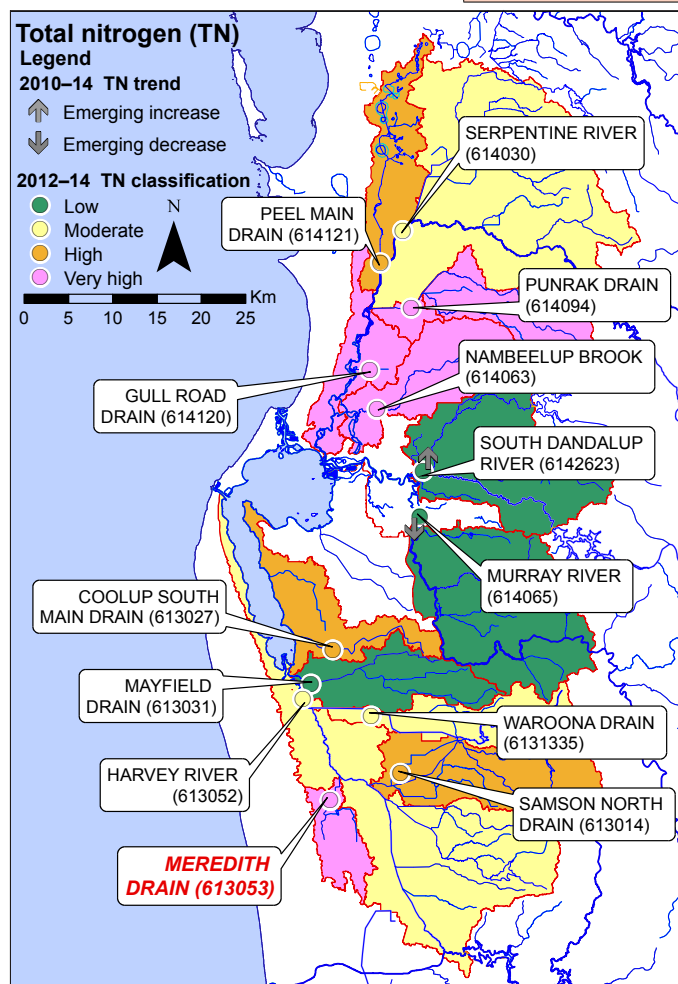 Total nitrogen (TN)
Legend
2010–14 TN trend
Emerging increase
Emerging decrease
2012–14 TN classification
Low
Moderate
High
Very high
N
Km
0 5 10 15 20 25
SERPENTINE RIVER
(614030)
PEEL MAIN
DRAIN (614121)
PUNRAK DRAIN
(614094)
NAMBEELUP BROOK
(614063)
GULL ROAD
DRAIN (614120)
SOUTH DANDALUP
RIVER (6142623)
MURRAY RIVER
(614065)
COOLUP SOUTH
MAIN DRAIN (613027)
MAYFIELD
DRAIN (613031)
WAROONA DRAIN
(6131335)
HARVEY RIVER
(613052)
SAMSON NORTH
DRAIN (613014)
MEREDITH
DRAIN (613053)